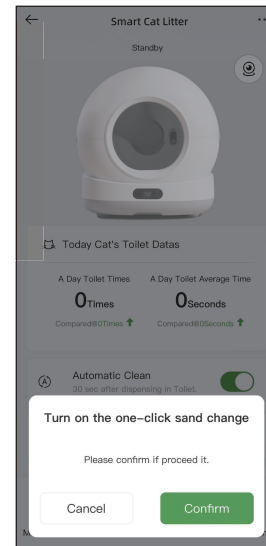 Smart Cat Litter
Standby
Today Cat's Toilet Datas
A Day Toilet Times
A Day Toilet Average Time
0Times
0Seconds
Compared@0Times ↑
Compared@0Seconds ↑
Automatic Clean
30 sec after dispensing in Toilet.
Turn on the one-click sand change
Please confirm if proceed it.
Cancel
Confirm